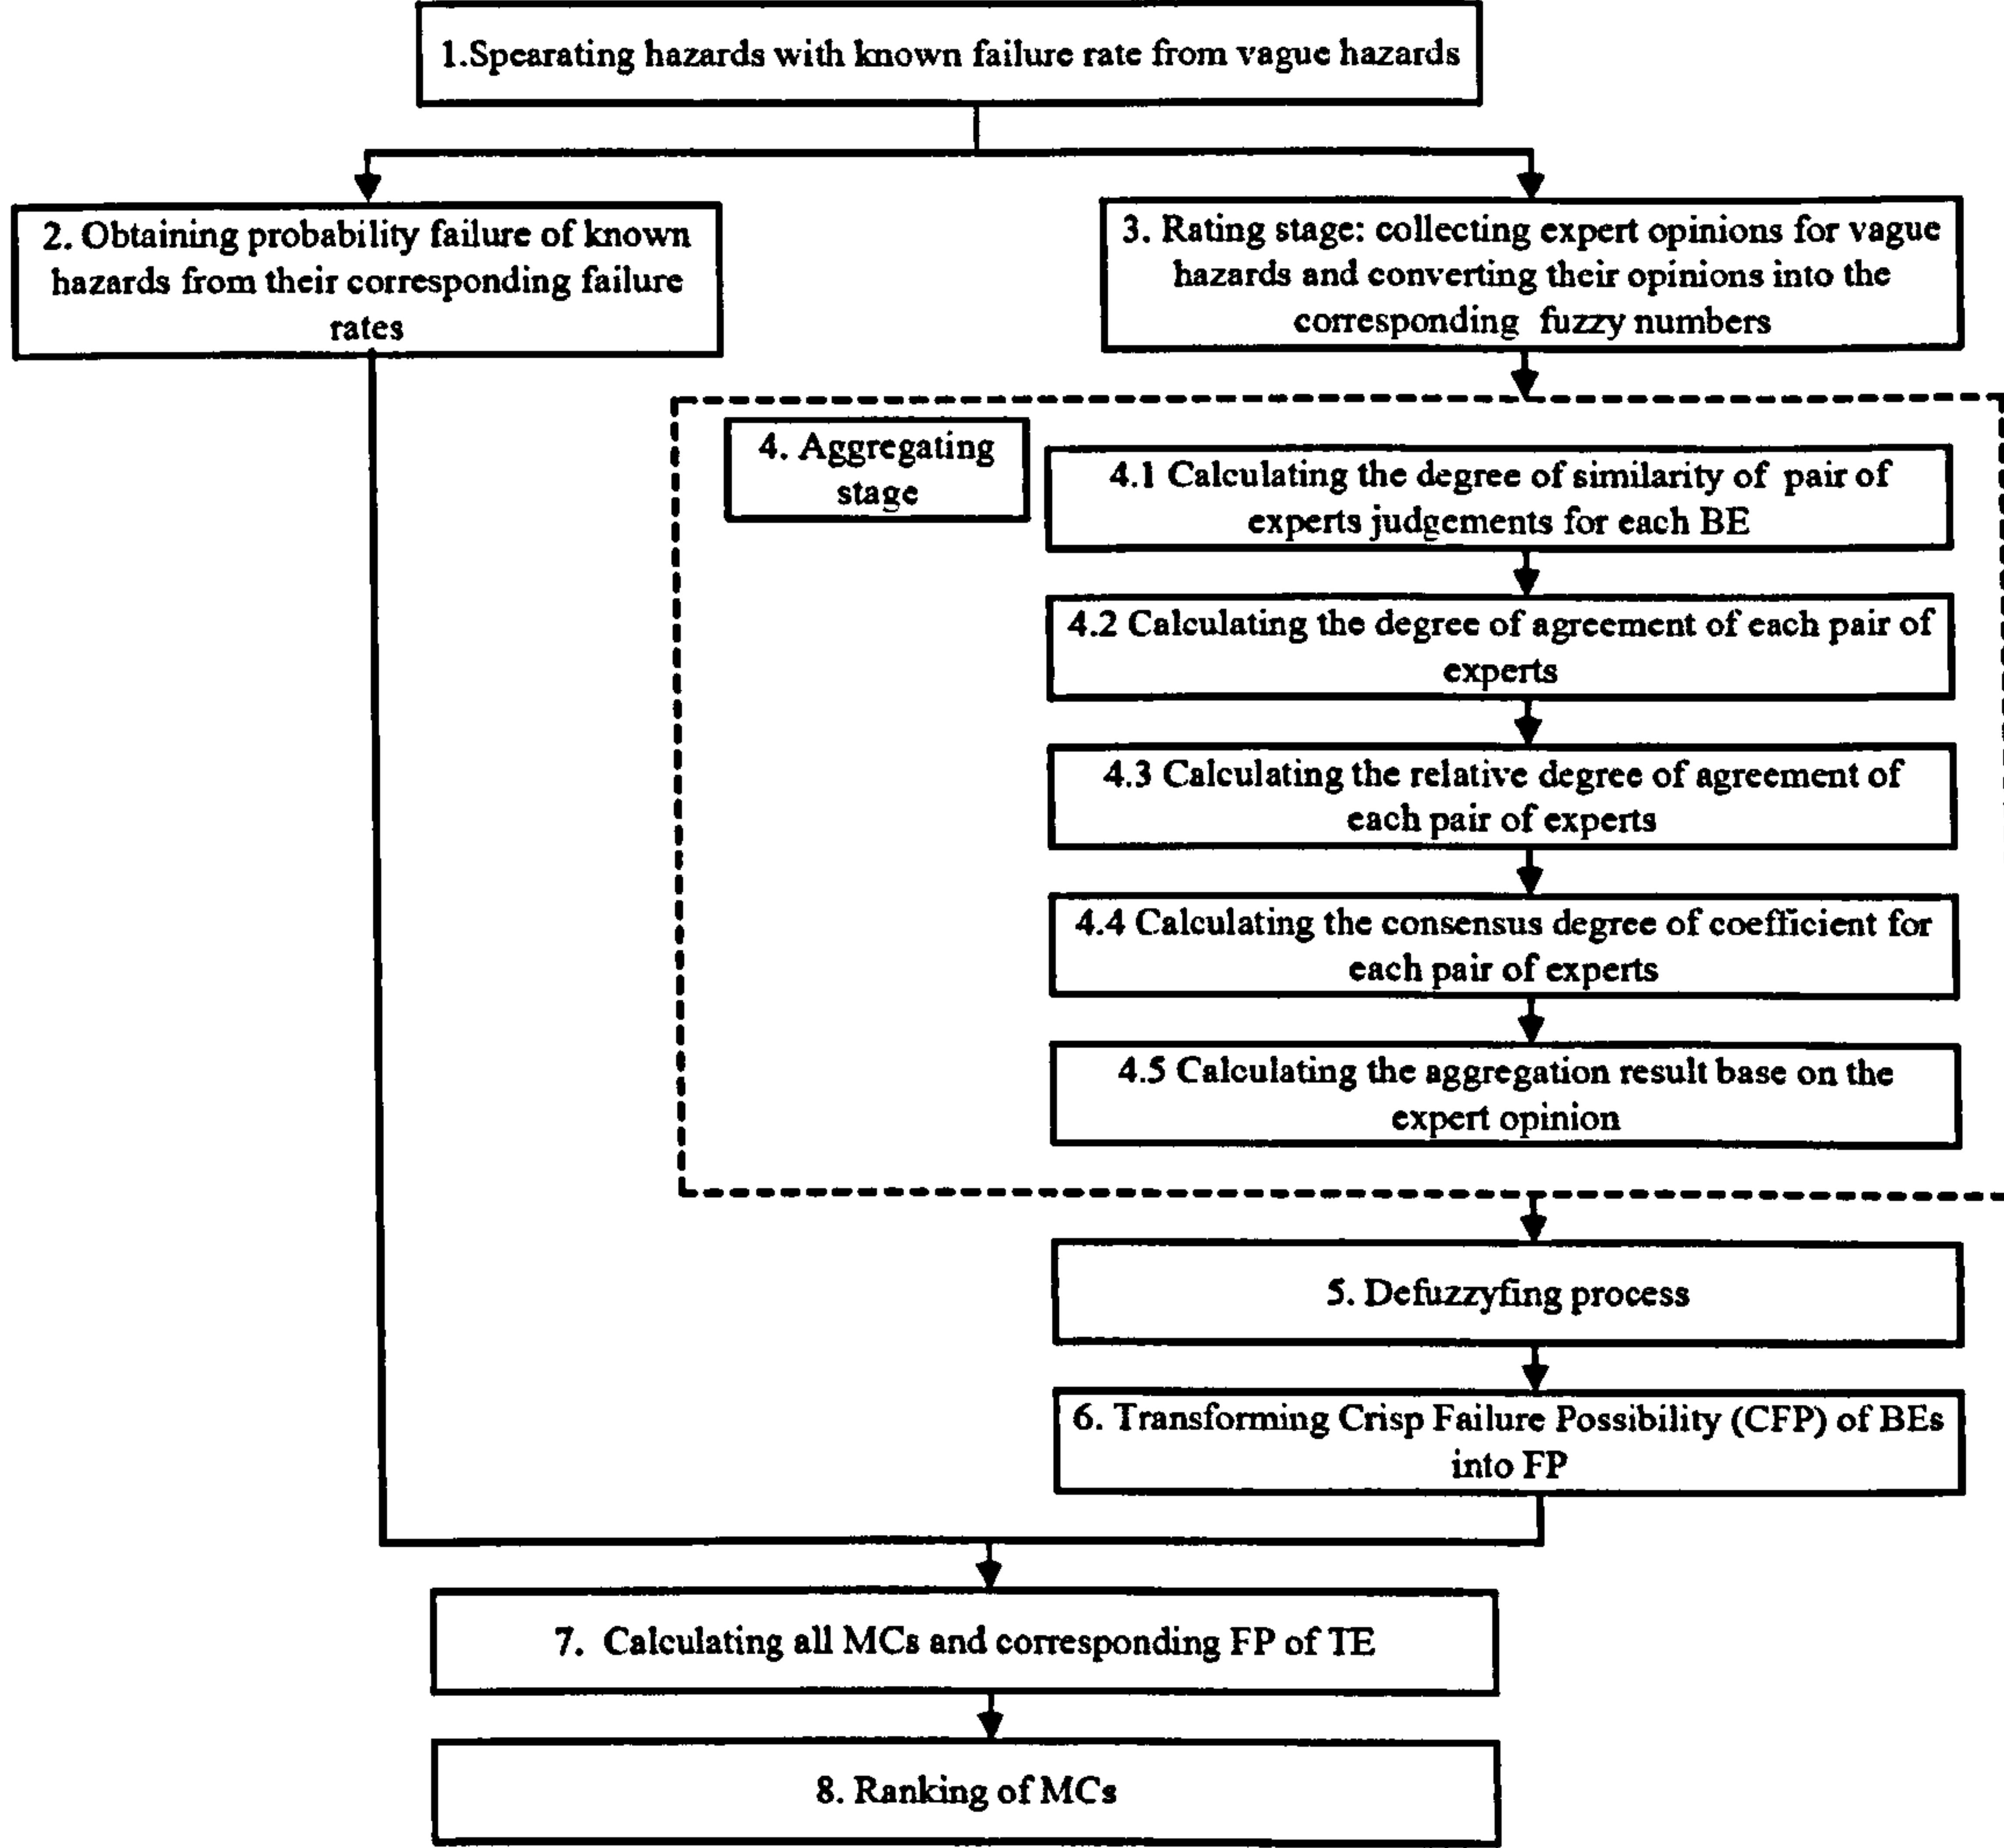 1.Spearating hazards with known failure rate from vague hazards
2. Obtaining probability failure of known
hazards from their corresponding failure
rates
3. Rating stage: collecting expert opinions for vague
hazards and converting their opinions into the
corresponding fuzzy numbers
4. Aggregating
stage
4.1 Calculating the degree of similarity of pair of
experts judgements for each BE
4.2 Calculating the degree of agreement of each pair of
experts
4.3 Calculating the relative degree of agreement of
each pair of experts
4.4 Calculating the consensus degree of coefficient for
each pair of experts
4.5 Calculating the aggregation result base on the
expert opinion
5. Defuzzyfing process
6. Transforming Crisp Failure Possibility (CFP) of BEs
into FP
7. Calculating all MCs and corresponding FP of TE
8. Ranking of MCs